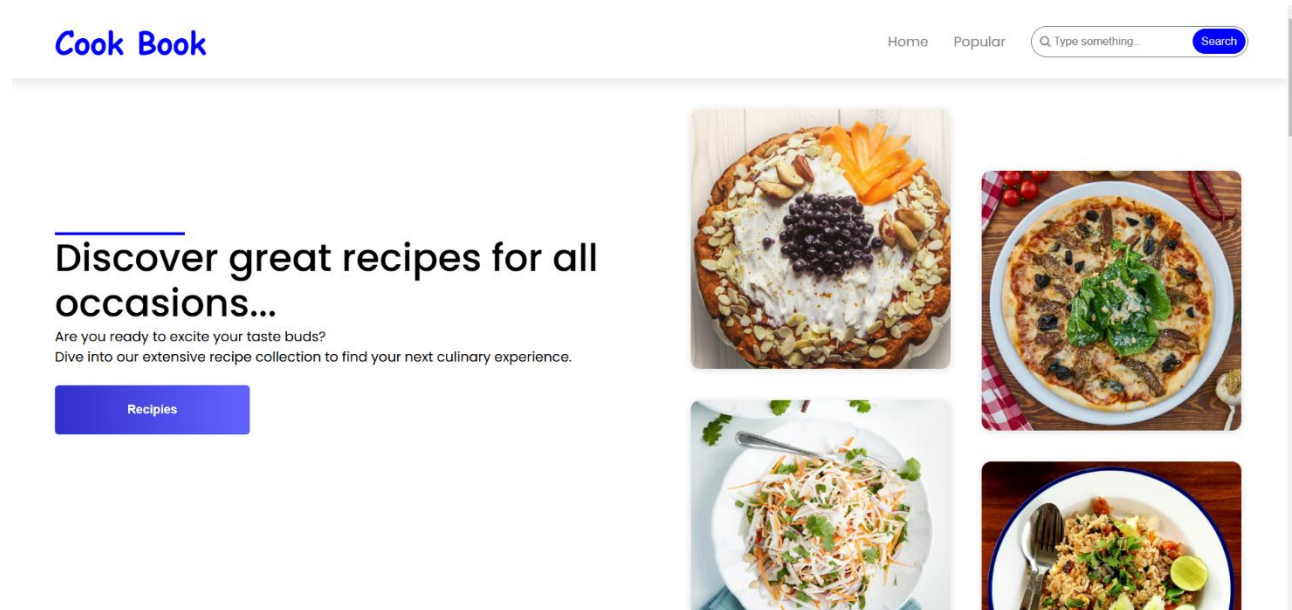 Cook Book
Home
Popular
Type something..
Search
Discover great recipes for all
occasions...
Are you ready to excite your taste buds?
Dive into our extensive recipe collection to find your next culinary experience.
Recipies